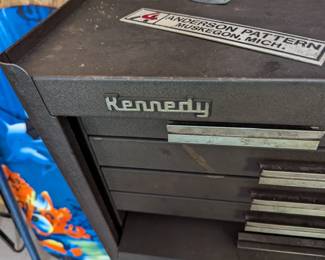 ANDERSON PATTERN
MUSKEGON, MICH.
Kennedy